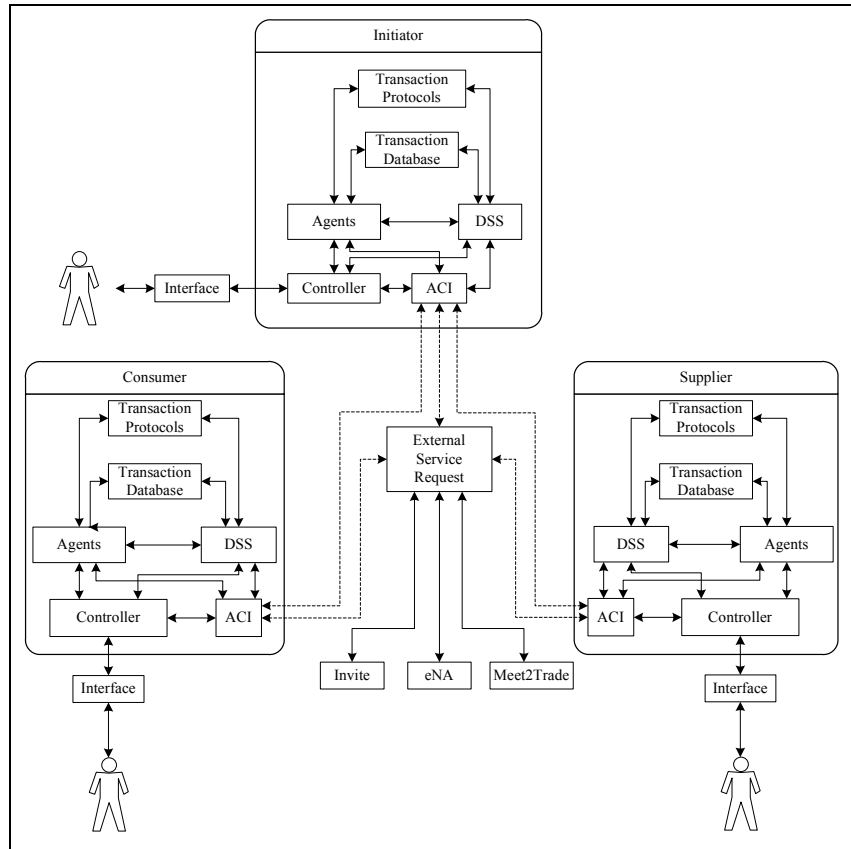 Initiator
Transaction
Protocols
Transaction
Database
Agents
DSS
Interface
Controller
ACI
Consumer
Transaction
Protocols
Transaction
Database
Agents
DSS
Controller
ACI
Interface
External
Service
Request
Invite
eNA
Meet2Trade
Supplier
Transaction
Protocols
Transaction
Database
DSS
Agents
ACI
Controller
Interface